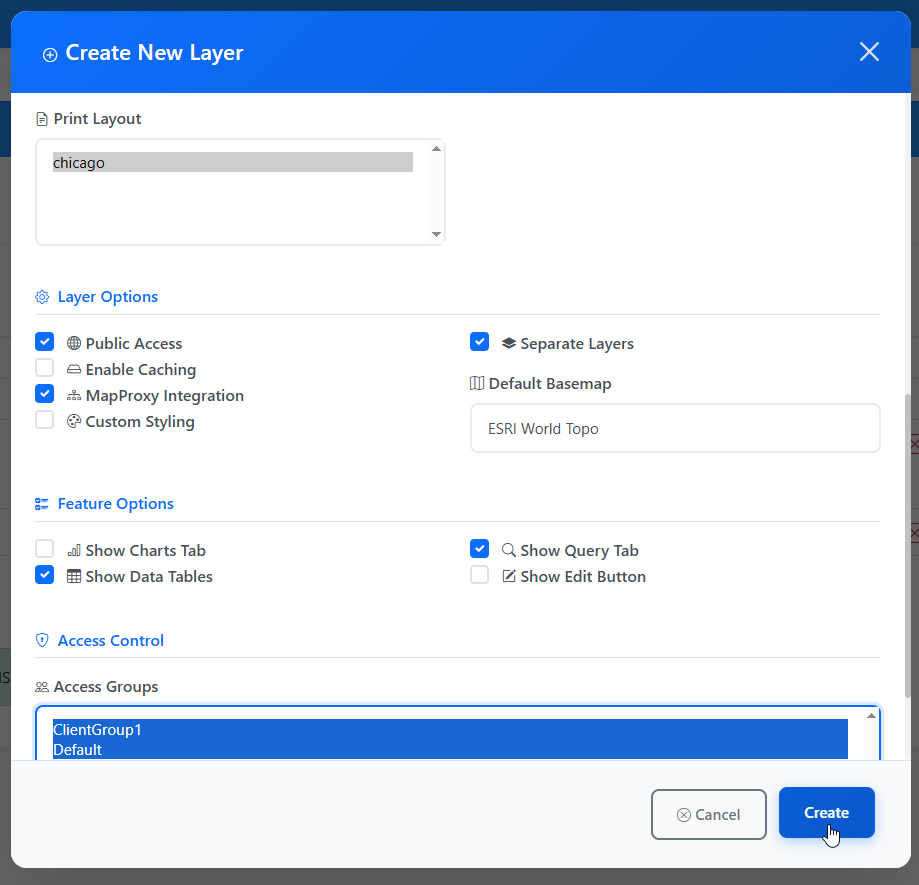 Create New Layer
Print Layout
chicago
Layer Options
Public Access
Enable Caching
MapProxy Integration
Custom Styling
Separate Layers
Default Basemap
ESRI World Topo
Feature Options
Show Charts Tab
Show Data Tables
Show Query Tab
Show Edit Button
Access Control
Access Groups
ClientGroup1
Default
Cancel
Create